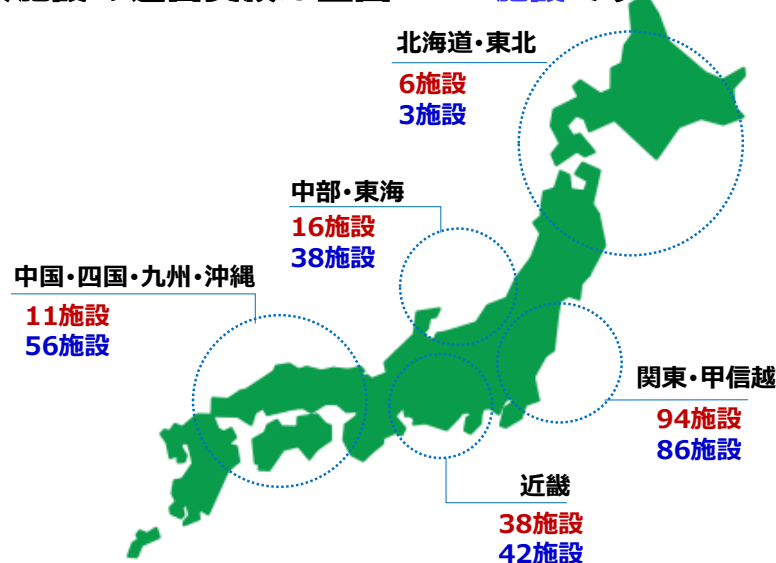 北海道・東北
6施設
3施設
中部・東海
16施設
38施設
中国・四国・九州・沖縄
11施設
56施設
関東・甲信越
94施設
86施設
近畿
38施設
42施設